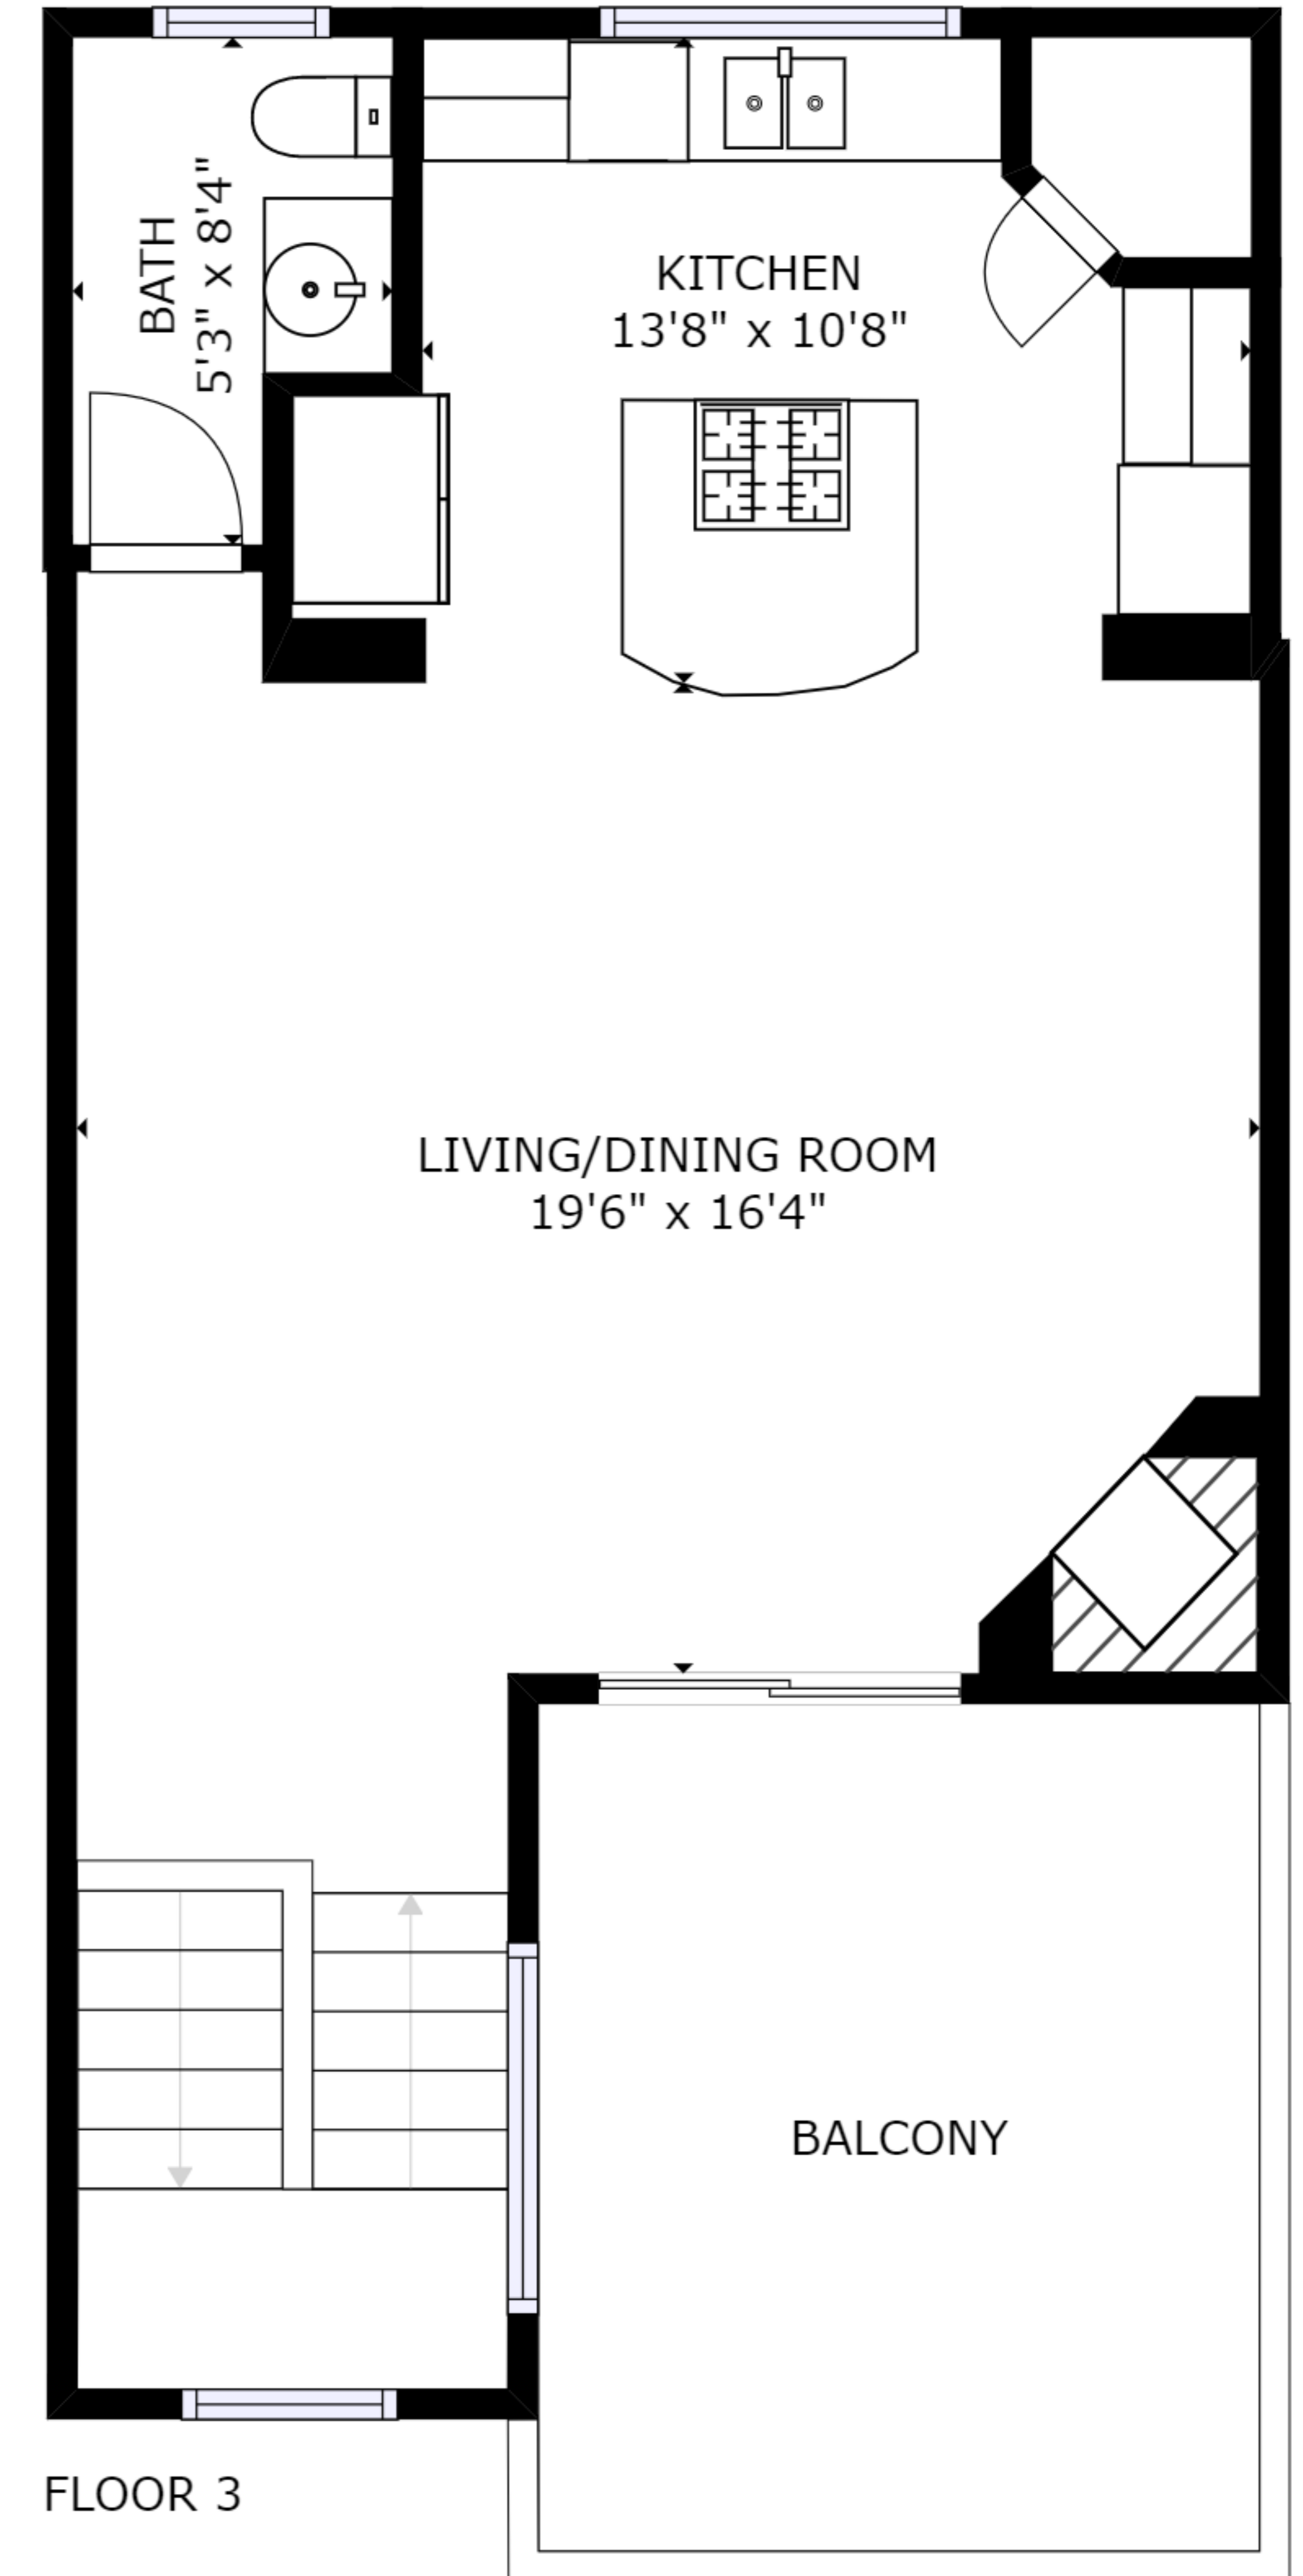 BATH
5'3" x 8'4"
KITCHEN
13'8" x 10'8"
LIVING/DINING ROOM
19'6" x 16'4"
BALCONY
FLOOR 3